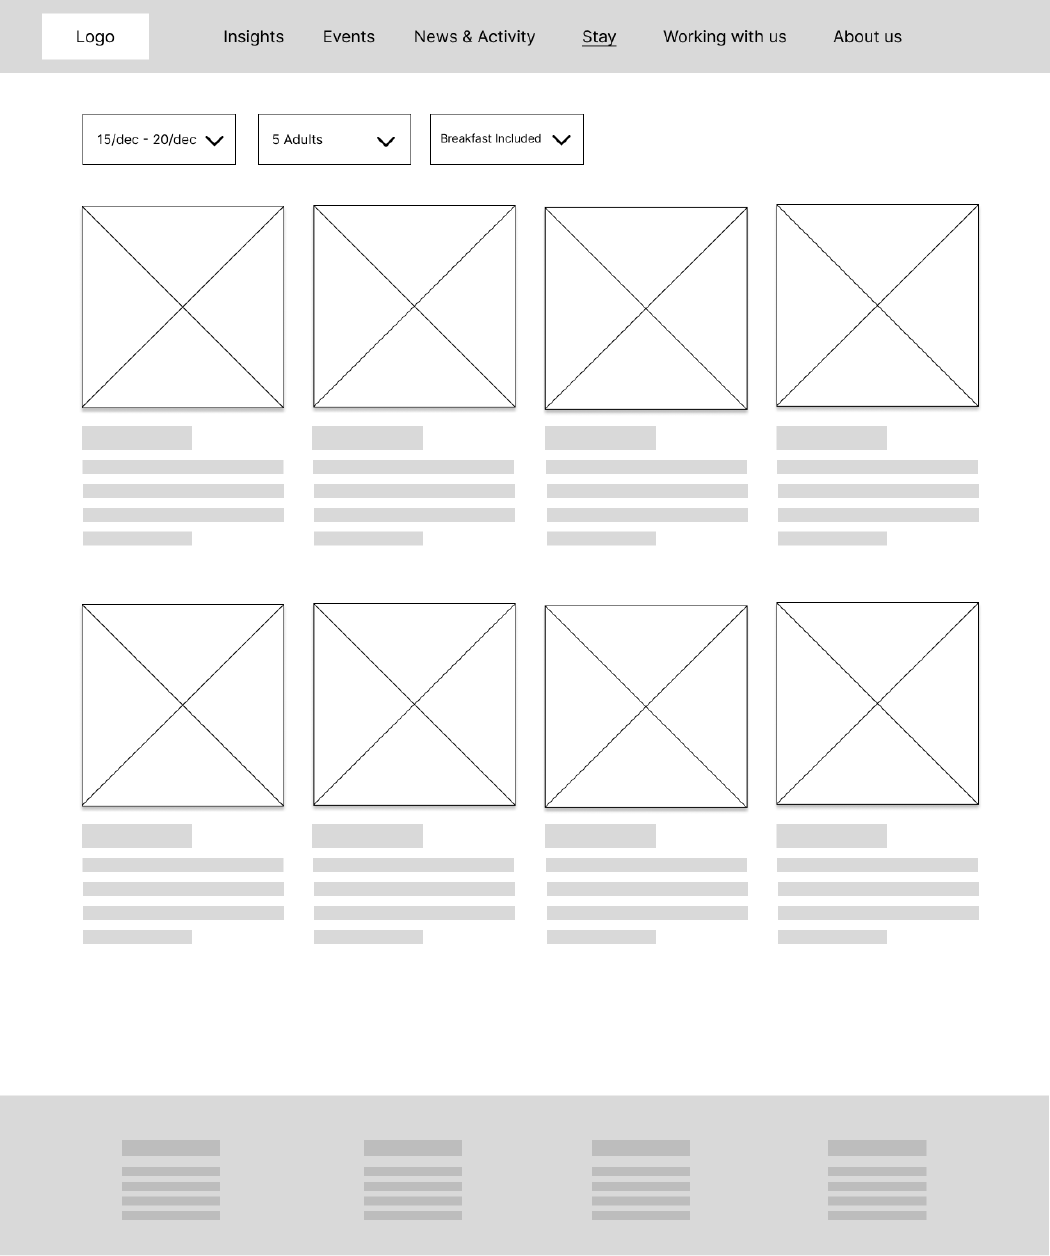 Logo
Insights
Events
News & Activity
Stay
Working with us
About us
15/dec - 20/dec
5 Adults
Breakfast Included